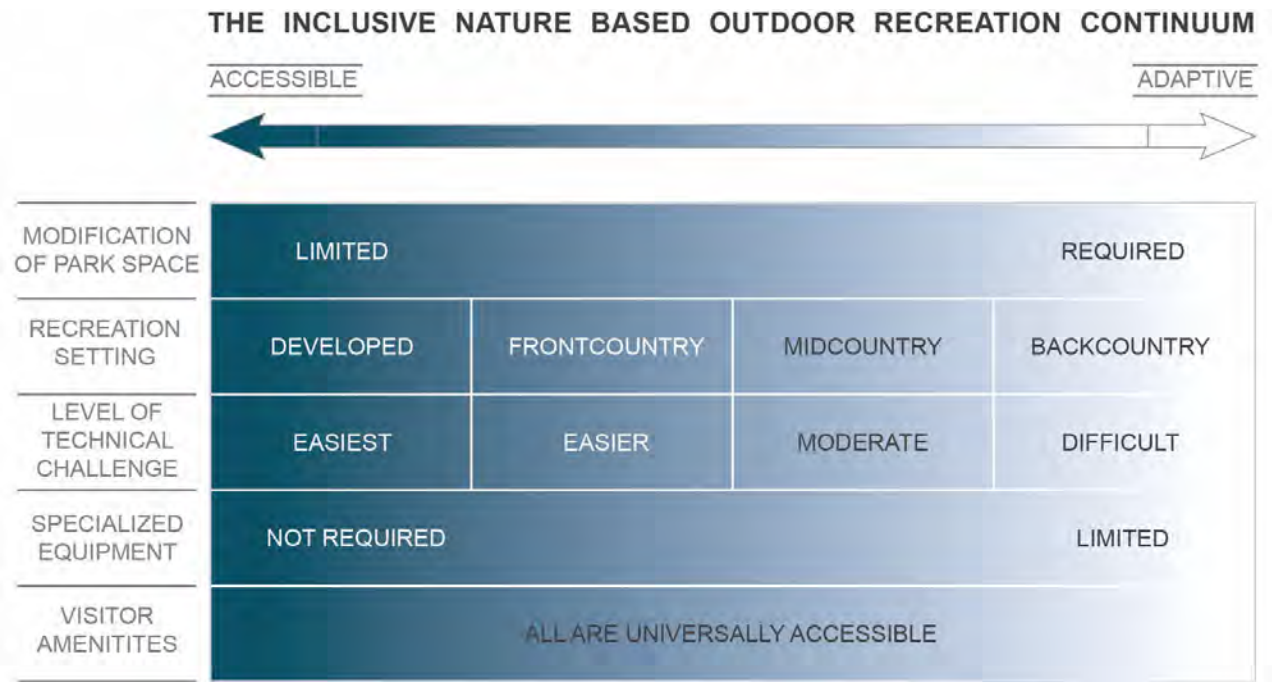 THE INCLUSIVE NATURE BASED OUTDOOR RECREATION CONTINUUM
ACCESSIBLE
ADAPTIVE
MODIFICATION
OF PARK SPACE
LIMITED
REQUIRED
RECREATION
SETTING
DEVELOPED
FRONTCOUNTRY
MIDCOUNTRY
BACKCOUNTRY
LEVEL OF
TECHNICAL
CHALLENGE
EASIEST
EASIER
MODERATE
DIFFICULT
SPECIALIZED
EQUIPMENT
NOT REQUIRED
LIMITED
VISITOR
AMENITITES
ALL ARE UNIVERSALLY ACCESSIBLE